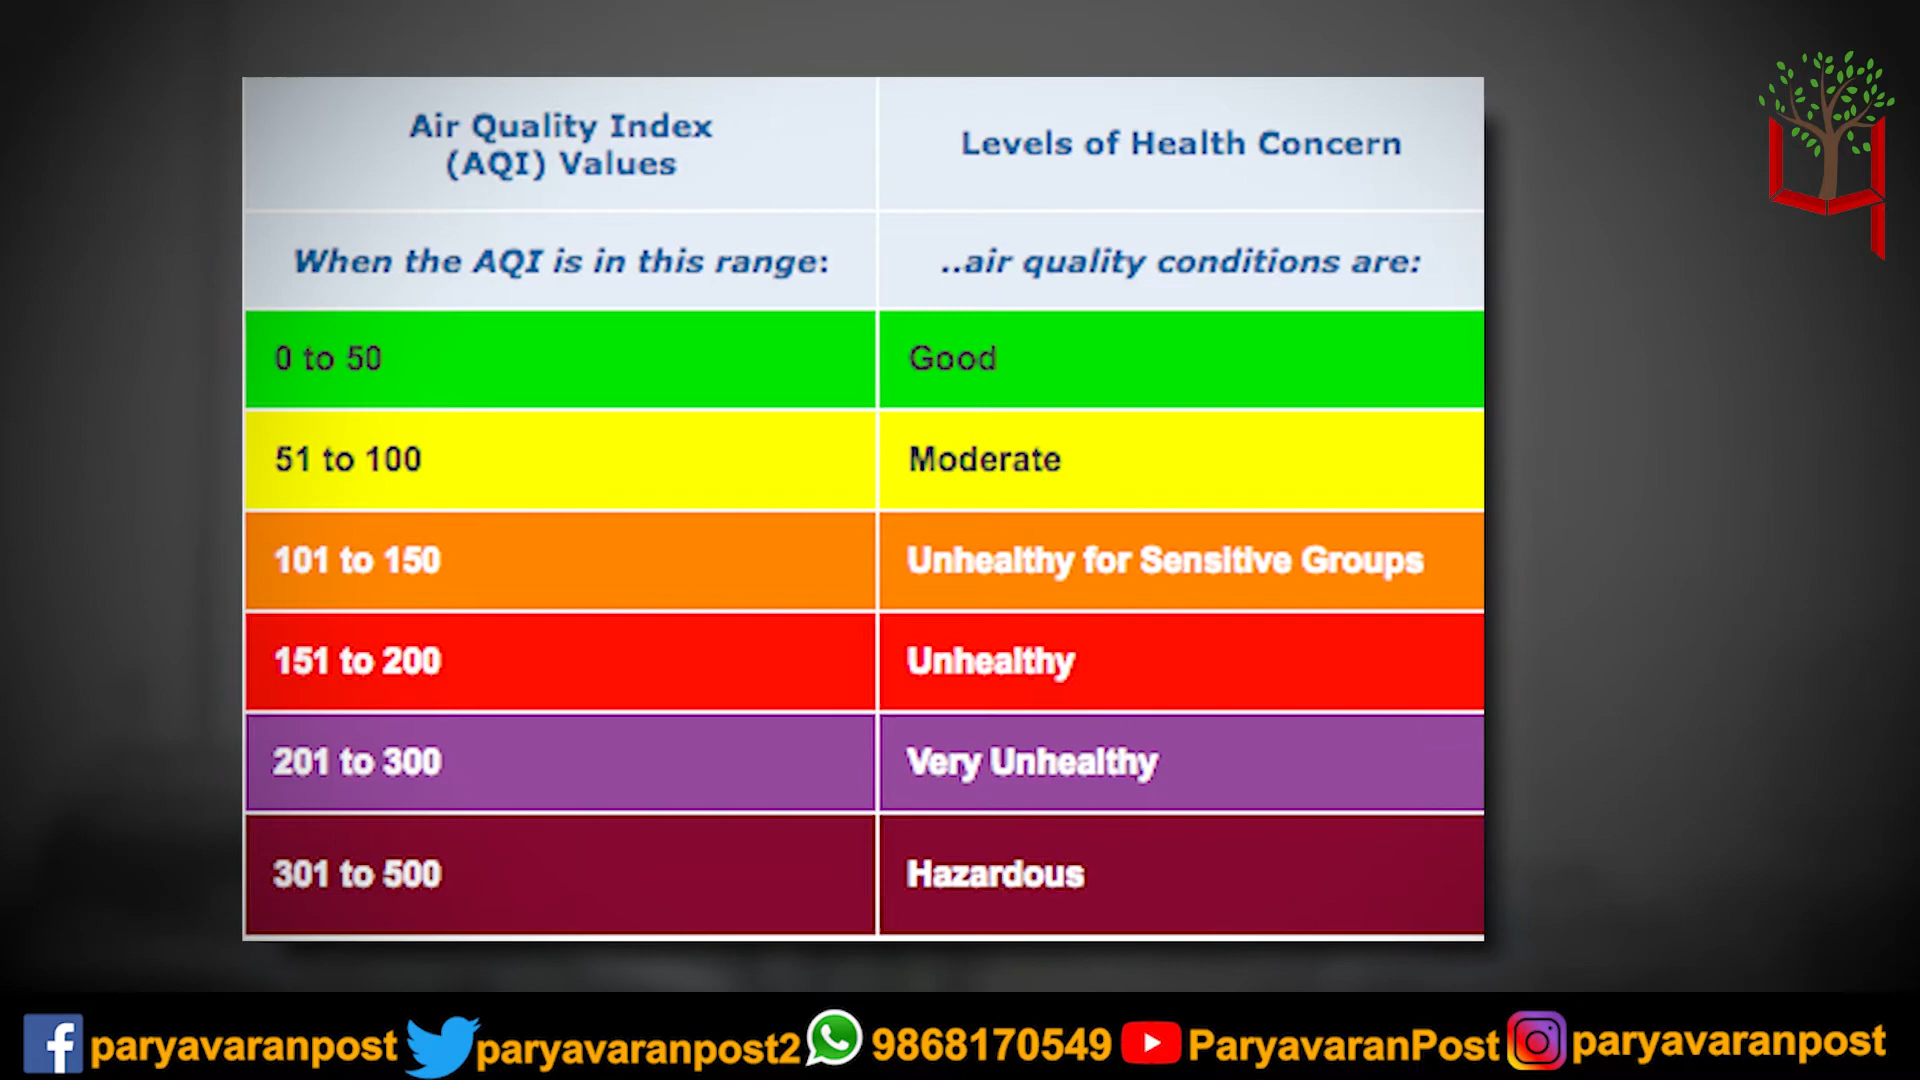 Air Quality Index
(AQI) Values
Levels of Health Concern
When the AQI is in this range:
..air quality conditions are:
0 to 50
Good
51 to 100
Moderate
101 to 150
Unhealthy for Sensitive Groups
151 to 200
Unhealthy
201 to 300
Very Unhealthy
301 to 500
Hazardous
paryavaranpost
paryavaranpost2
9868170549
ParyavaranPost
paryavaranpost